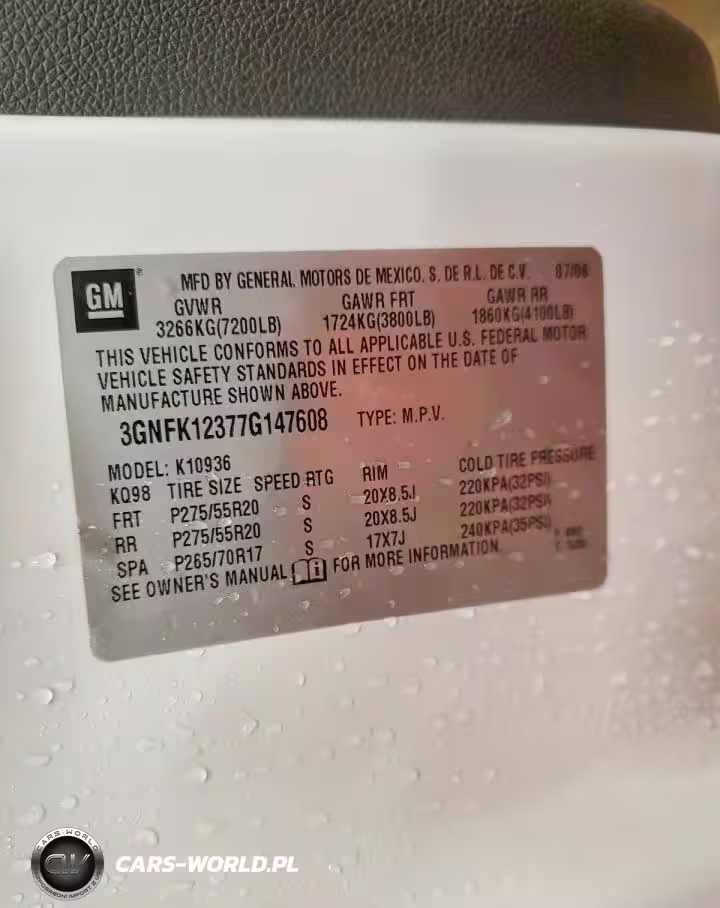 GM
®
MFD BY GENERAL MOTORS DE MEXICO, S. DE R.L. DE C.V. 07/06
GVWR GAWR FRT GAWR RR
3266KG(7200LB) 1724KG(3800LB) 1860KG(4100LB)
THIS VEHICLE CONFORMS TO ALL APPLICABLE U.S. FEDERAL MOTOR
VEHICLE SAFETY STANDARDS IN EFFECT ON THE DATE OF
MANUFACTURE SHOWN ABOVE.
3GNFK12377G147608 TYPE: M.P.V.
MODEL: K10936
KQ98 TIRE SIZE SPEED RTG RIM COLD TIRE PRESSURE
FRT P275/55R20 S 20X8.5J 220KPA(32PSI)
RR P275/55R20 S 20X8.5J 220KPA(32PSI)
SPA P265/70R17 S 17X7J 240KPA(35PSI)
SEE OWNER'S MANUAL i FOR MORE INFORMATION.
CARS-WORLD
CW
CARS-WORLD.PL